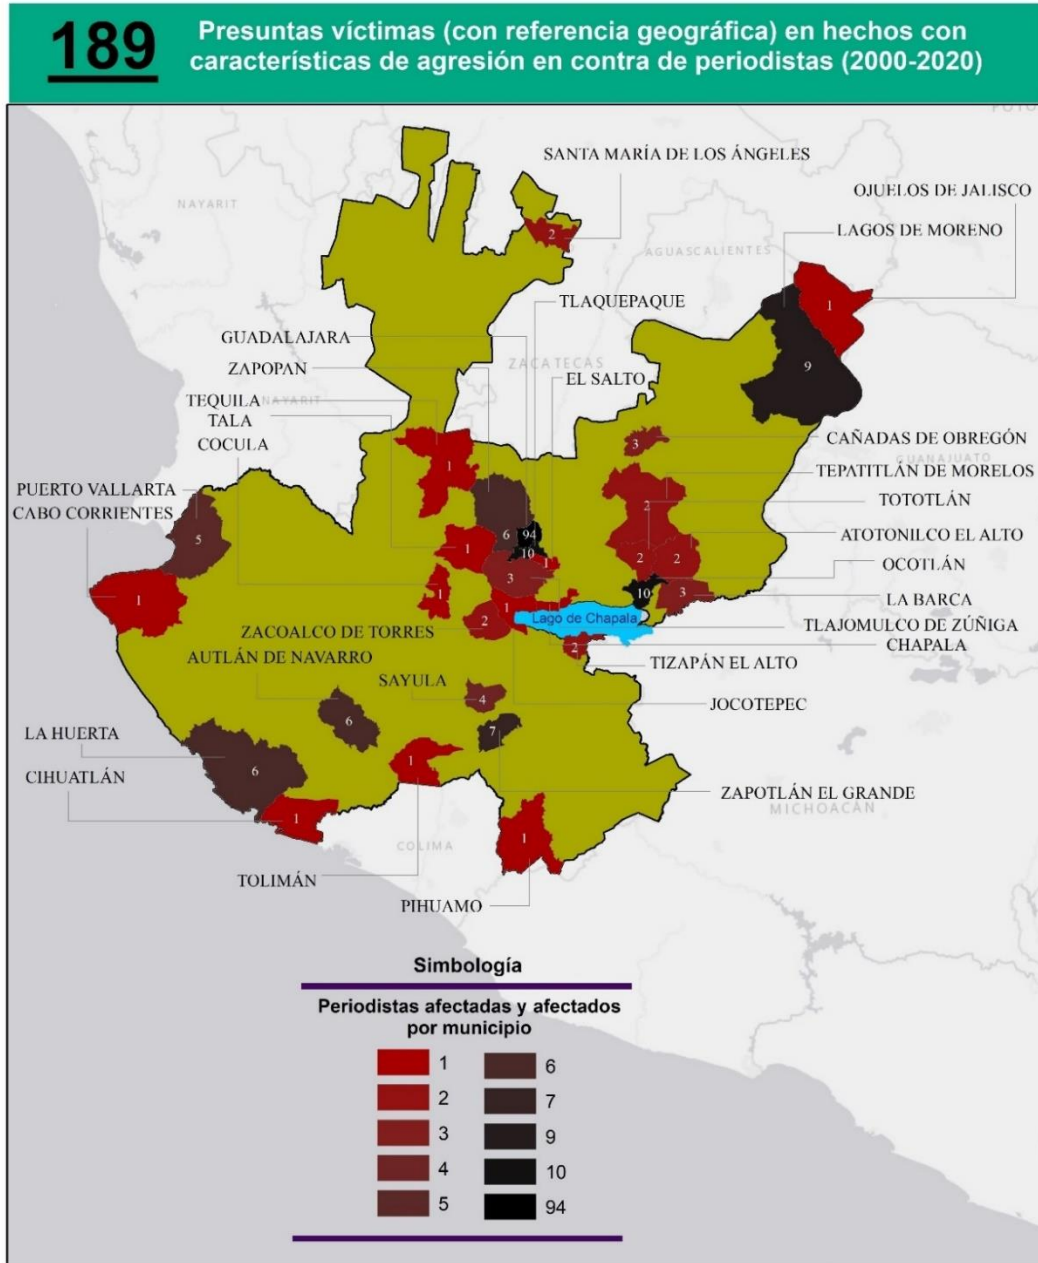 189
Presuntas víctimas (con referencia geográfica) en hechos con
características de agresión en contra de periodistas (2000-2020)
SANTA MARÍA DE LOS ÁNGELES
OJUELOS DE JALISCO
NAYARIT
2
LAGOS DE MORENO
AGUASCALIENTES
TLAQUEPAQUE
1
GUADALAJARA
ZACATECAS
ZAPOPAN
EL SALTO
9
TEQUILA
NAYARIT
TALA
COCULA
3
CAÑADAS DE OBREGÓN
GUANAJUATO
1
TEPATITLÁN DE MORELOS
PUERTO VALLARTA
2
TOTOTLÁN
CABO CORRIENTES
5
6
94
ATOTONILCO EL ALTO
1
10
1
2
2
OCOTLÁN
3
1
1
1
10
3
LA BARCA
2
Lago de Chapala
ZACOALCO DE TORRES
TLAJOMULCO DE ZÚÑIGA
2
CHAPALA
AUTLÁN DE NAVARRO
TIZAPÁN EL ALTO
SAYULA
4
JOCOTEPEC
6
7
LA HUERTA
1
6
CIHUATLÁN
ZAPOTLÁN EL GRANDE
MICHOACÁN
1
1
COLIMA
TOLIMÁN
PIHUAMO
Simbología
Periodistas afectadas y afectados
por municipio
1
6
2
7
3
9
4
10
5
94